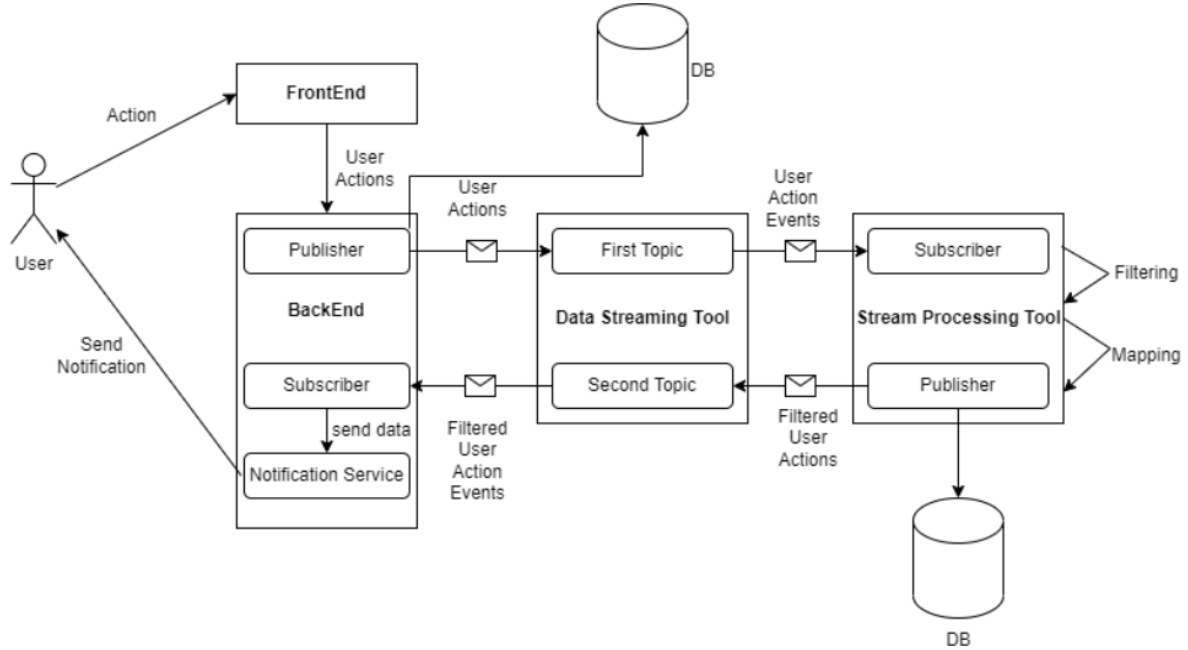 DB
FrontEnd
Action
User
Actions
User
Actions
User
Action
Events
Publisher
First Topic
Subscriber
User
Filtering
BackEnd
Data Streaming Tool
Stream Processing Tool
Send
Notification
Mapping
Subscriber
Second Topic
Publisher
send data
Filtered
User
Action
Events
Filtered
User
Actions
Notification Service
DB